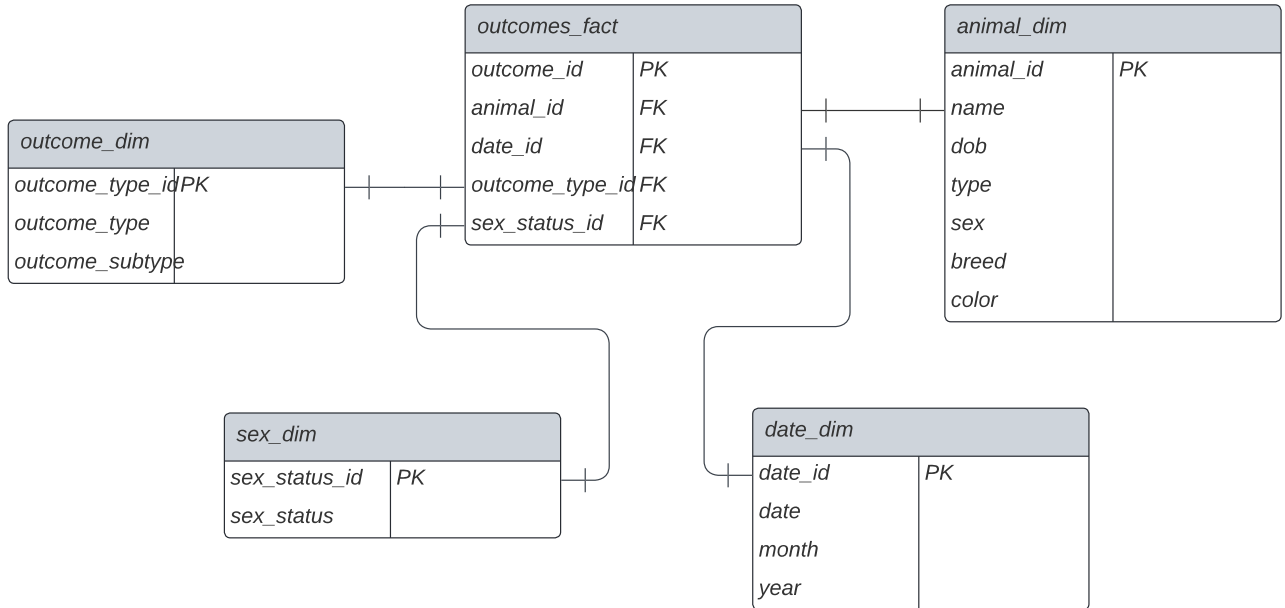 outcomes_fact
outcome_id PK
animal_id FK
date_id FK
outcome_type_id FK
sex_status_id FK
animal_dim
animal_id PK
name
dob
type
sex
breed
color
outcome_dim
outcome_type_id PK
outcome_type
outcome_subtype
sex_dim
sex_status_id PK
sex_status
date_dim
date_id PK
date
month
year